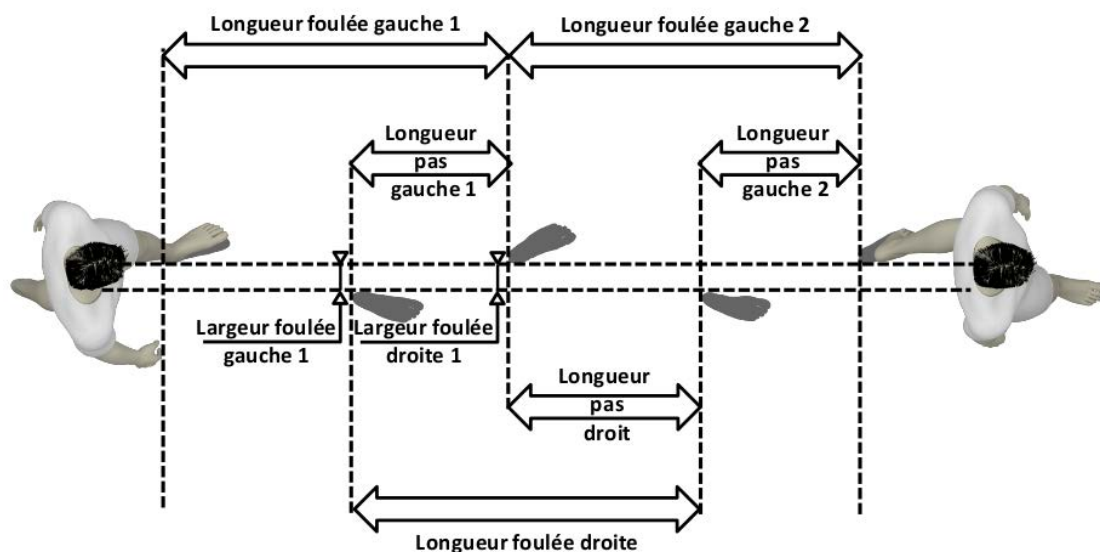 Longueur foulée gauche 1
Longueur foulée gauche 2
Longueur
pas
gauche 1
Longueur
pas
gauche 2
Largeur foulée
gauche 1
Largeur foulée
droite 1
Longueur
pas
droit
Longueur foulée droite